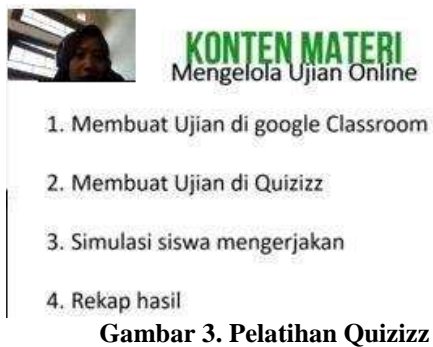 KONTEN MATERI
Mengelola Ujian Online
1. Membuat Ujian di google Classroom
2. Membuat Ujian di Quizizz
3. Simulasi siswa mengerjakan
4. Rekap hasil
Gambar 3. Pelatihan Quizizz